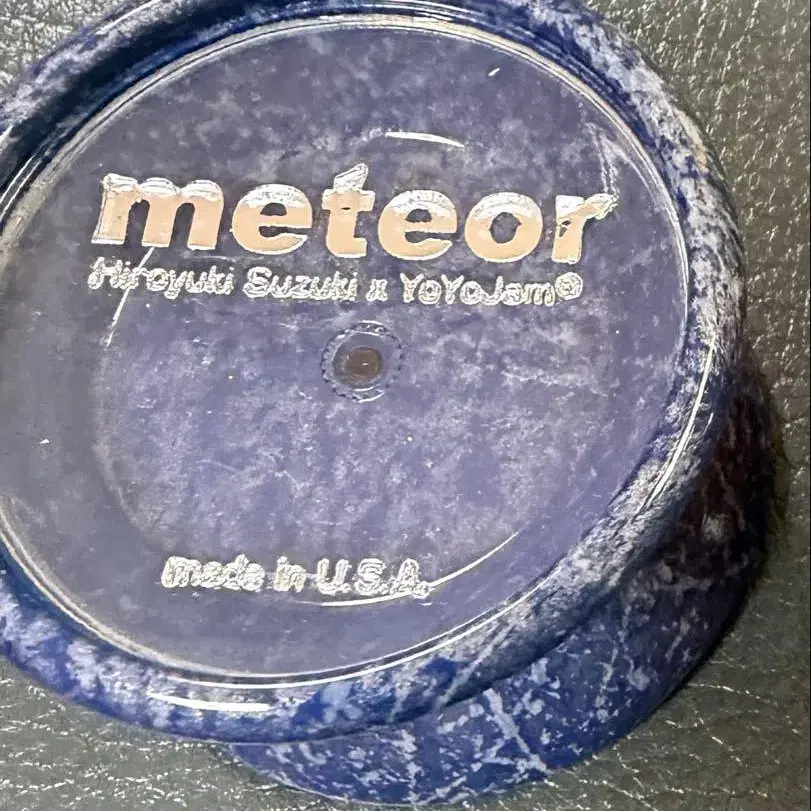 meteor
Hiroyuki Suzuki x YoYoJam®
made in U.S.A.